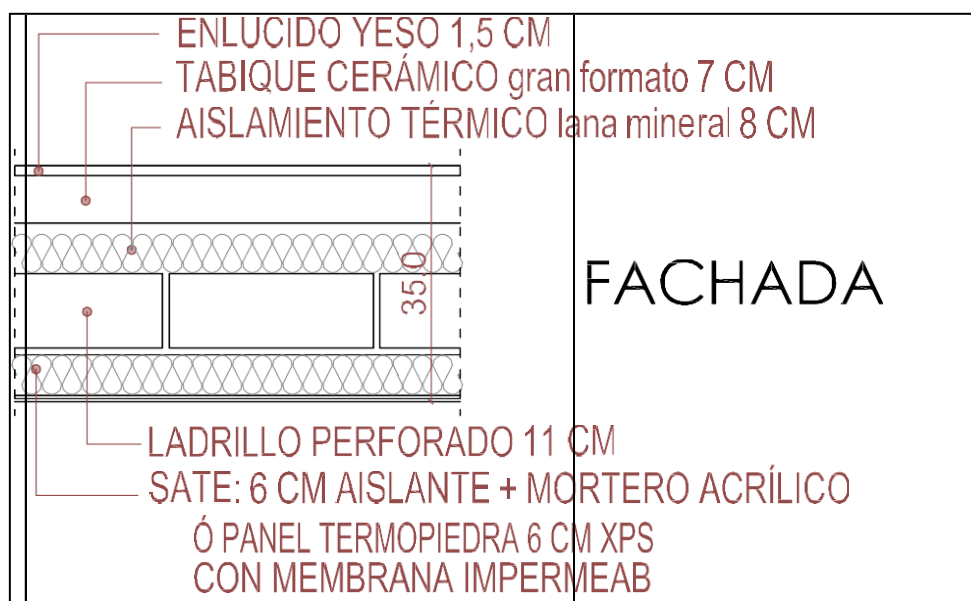 ENLUCIDO YESO 1,5 CM
TABIQUE CERÁMICO gran formato 7 CM
AISLAMIENTO TÉRMICO lana mineral 8 CM
35,0
FACHADA
LADRILLO PERFORADO 11 CM
SATE: 6 CM AISLANTE + MORTERO ACRÍLICO
Ó PANEL TERMOPIEDRA 6 CM XPS
CON MEMBRANA IMPERMEAB